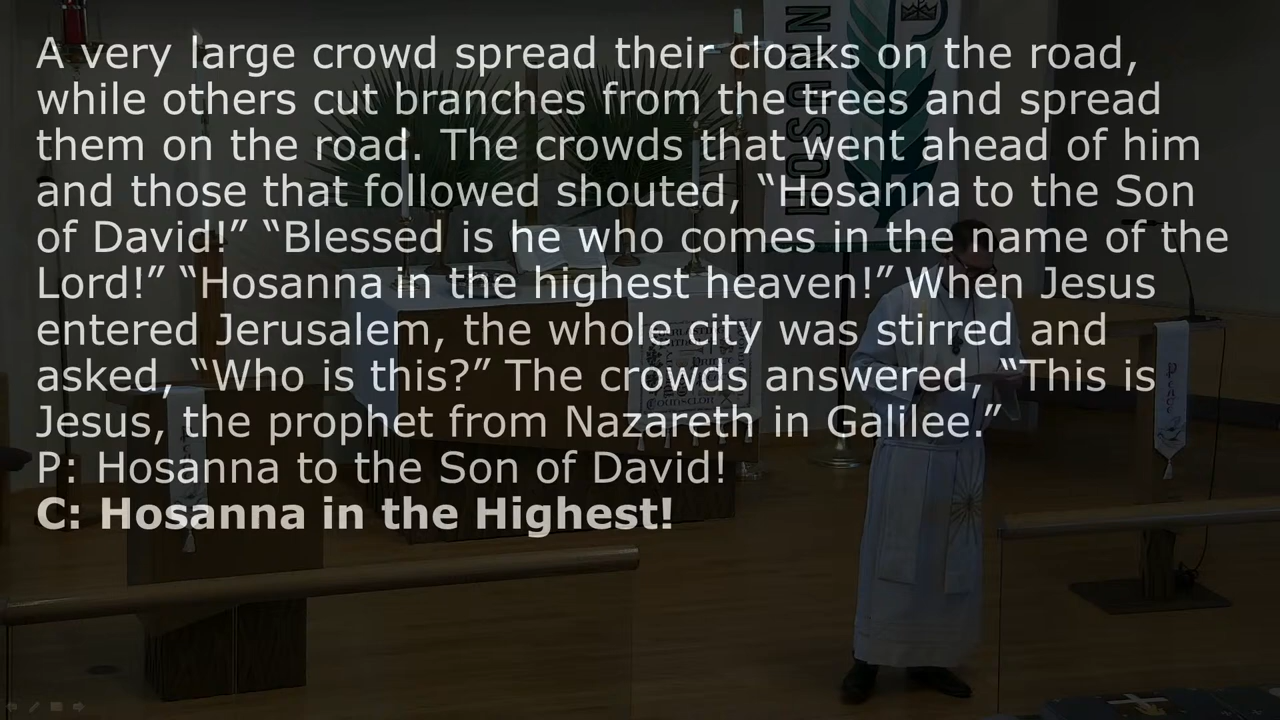 A very large crowd spread their cloaks on the road,
while others cut branches from the trees and spread
them on the road. The crowds that went ahead of him
and those that followed shouted, “Hosanna to the Son
of David!” “Blessed is he who comes in the name of the
Lord!” “Hosanna in the highest heaven!” When Jesus
entered Jerusalem, the whole city was stirred and
asked, “Who is this?” The crowds answered, “This is
Jesus, the prophet from Nazareth in Galilee.”
P: Hosanna to the Son of David!
C: Hosanna in the Highest!
HOSANN
Peace
Counselor